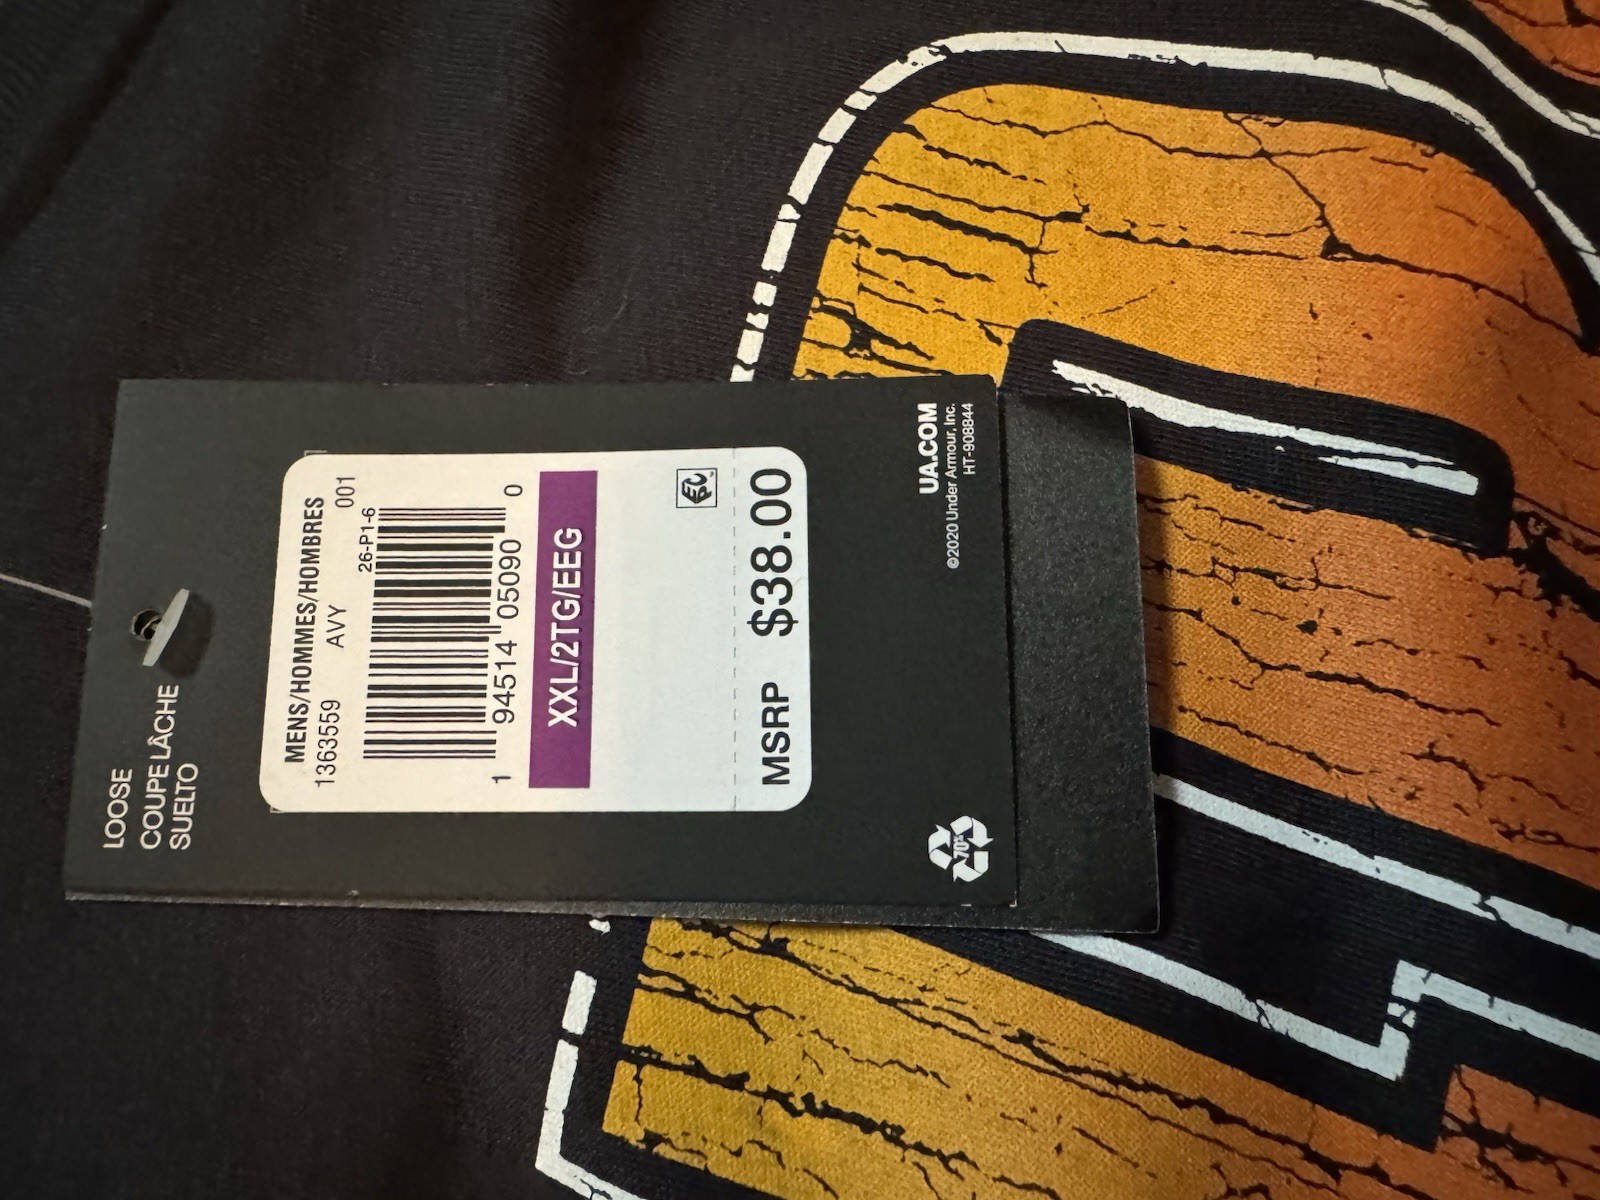 LOOSE
COUPE LÂCHE
SUELTO
MENS/HOMMES/HOMBRES
1363559 AVY 001
26-P1-6
1 94514 05090 0
XXL/2TG/EEG
MSRP $38.00
UA.COM
©2020 Under Armour, Inc.
HT-908844
70%